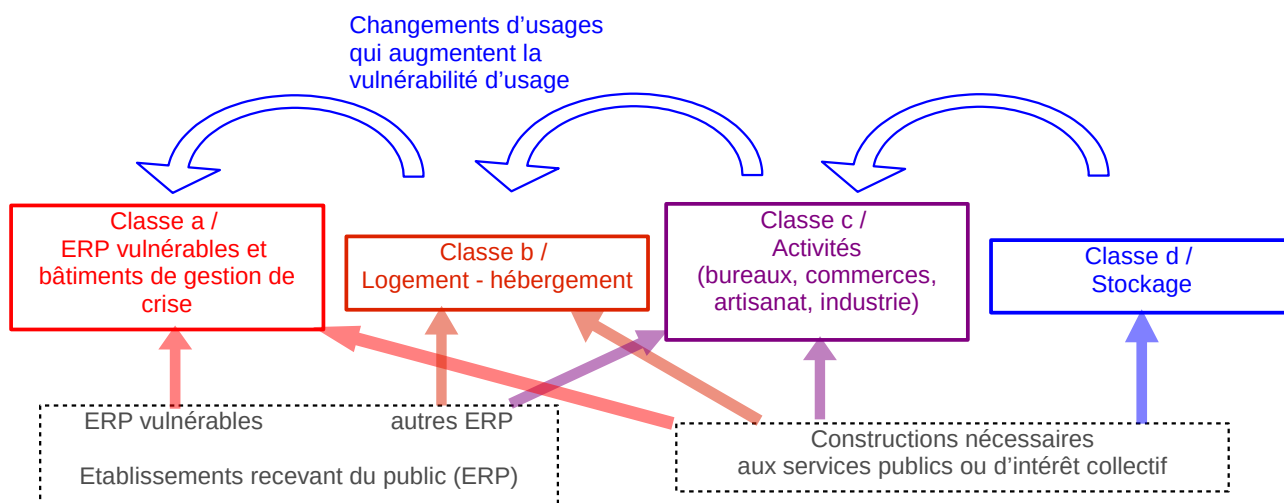 Changements d’usages
qui augmentent la
vulnérabilité d’usage
Classe a /
ERP vulnérables et
bâtiments de gestion de
crise
Classe b /
Logement - hébergement
Classe c /
Activités
(bureaux, commerces,
artisanat, industrie)
Classe d /
Stockage
ERP vulnérables
autres ERP
Etablissements recevant du public (ERP)
Constructions nécessaires
aux services publics ou d’intérêt collectif